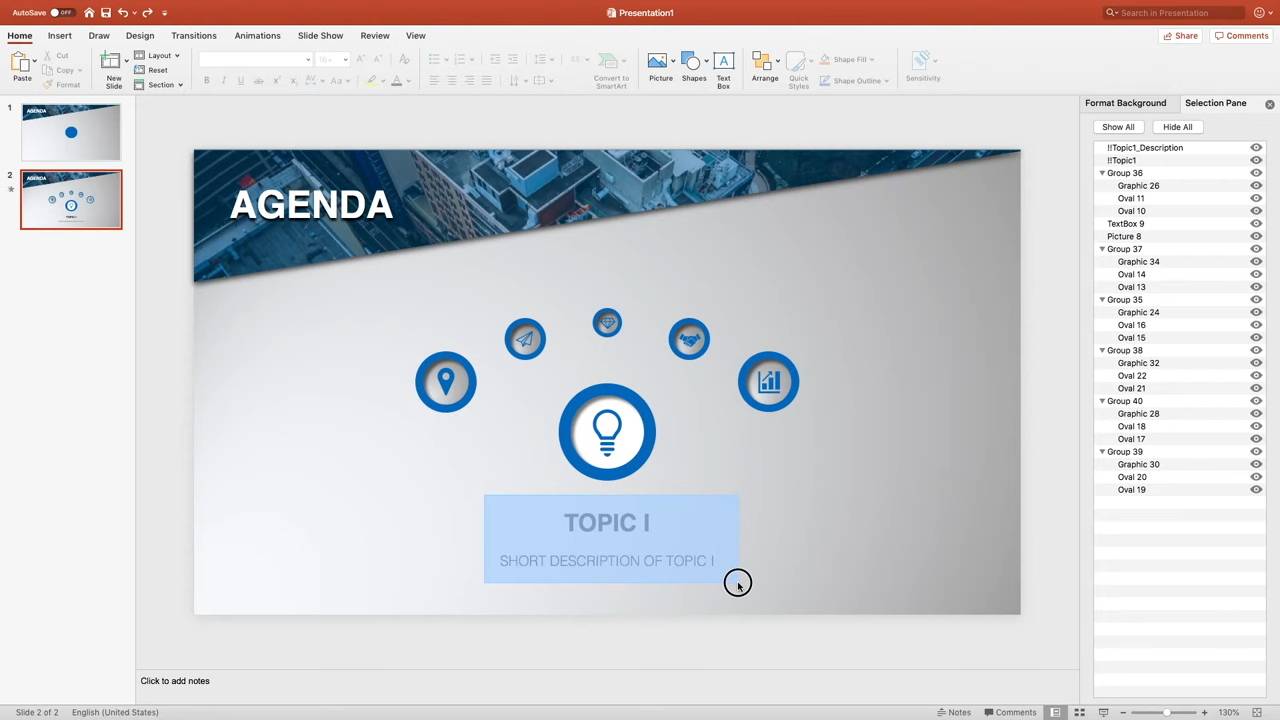 AutoSave OFF
Presentation1
Search in Presentation
Home Insert Draw Design Transitions Animations Slide Show Review View
Share Comments
Paste
Cut
Copy
Format
New
Slide
Layout
Reset
Section
16+
Convert to
SmartArt
Picture
Shapes
Text
Box
Arrange
Quick
Styles
Shape Fill
Shape Outline
Sensitivity
1
AGENDA
2
AGENDA
TOPIC I
AGENDA
TOPIC I
SHORT DESCRIPTION OF TOPIC I
Format Background Selection Pane
Show All Hide All
!!Topic1_Description
!!Topic1
Group 36
Graphic 26
Oval 11
Oval 10
TextBox 9
Picture 8
Group 37
Graphic 34
Oval 14
Oval 13
Group 35
Graphic 24
Oval 16
Oval 15
Group 38
Graphic 32
Oval 22
Oval 21
Group 40
Graphic 28
Oval 18
Oval 17
Group 39
Graphic 30
Oval 20
Oval 19
Click to add notes
Slide 2 of 2 English (United States)
Notes Comments 130%